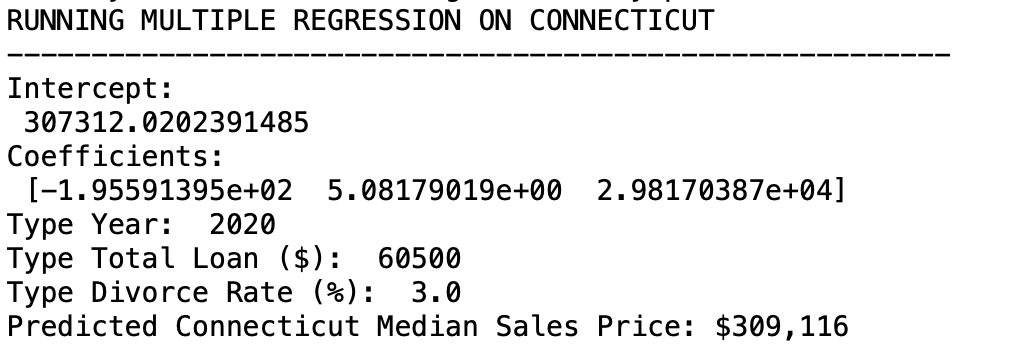 RUNNING MULTIPLE REGRESSION ON CONNECTICUT
--------------------------------------------------------
Intercept:
 307312.0202391485
Coefficients:
 [-1.95591395e+02  5.08179019e+00  2.98170387e+04]
Type Year:  2020
Type Total Loan ($):  60500
Type Divorce Rate (%):  3.0
Predicted Connecticut Median Sales Price: $309,116